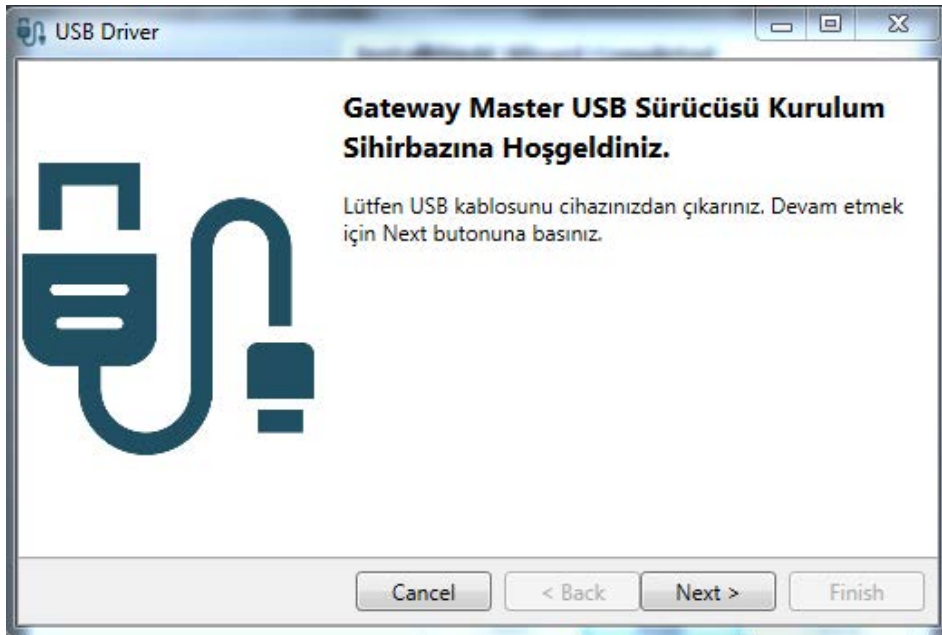 USB Driver
Gateway Master USB Sürücüsü Kurulum
Sihirbazına Hoşgeldiniz.
Lütfen USB kablosunu cihazınızdan çıkarınız. Devam etmek
için Next butonuna basınız.
Cancel
< Back
Next >
Finish